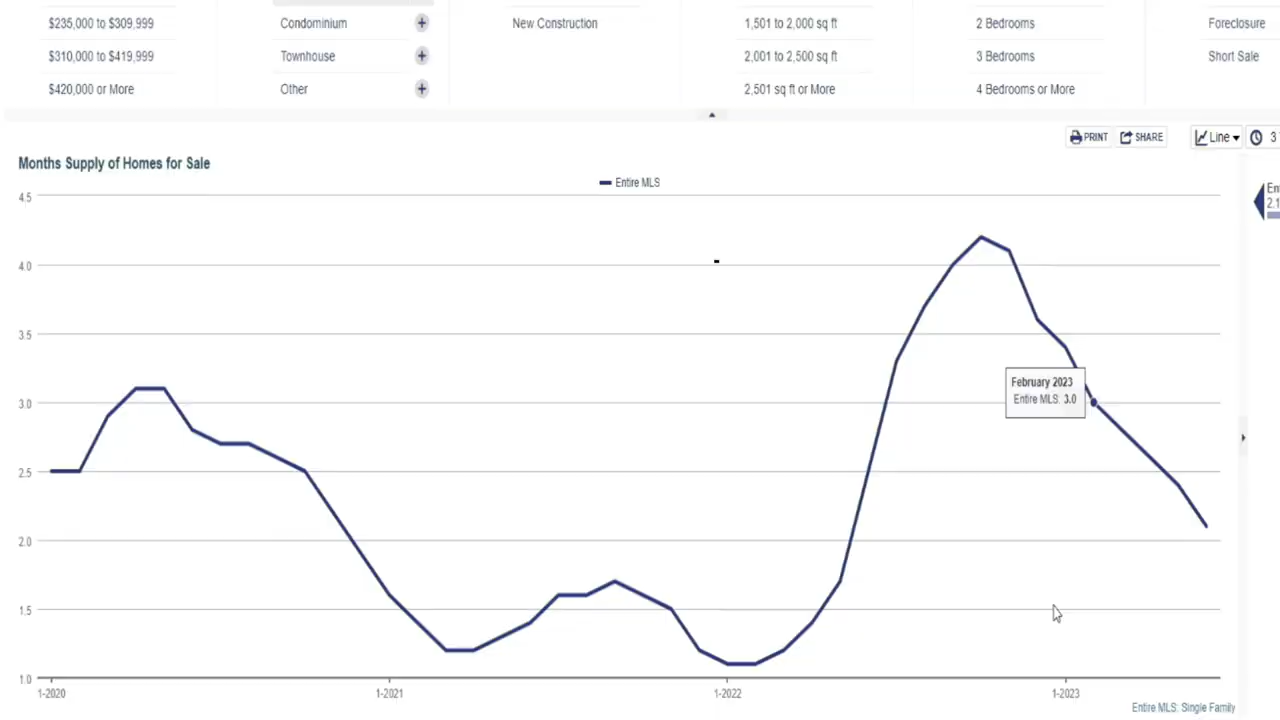 $235,000 to $309,999 Condominium + New Construction 1,501 to 2,000 sq ft 2 Bedrooms Foreclosure
$310,000 to $419,999 Townhouse + 2,001 to 2,500 sq ft 3 Bedrooms Short Sale
$420,000 or More Other + 2,501 sq ft or More 4 Bedrooms or More
PRINT SHARE Line 3
Months Supply of Homes for Sale
Entire MLS
En
2.1
4.5
4.0
3.5
February 2023
Entire MLS: 3.0
3.0
2.5
2.0
1.5
1.0
1-2020 1-2021 1-2022 1-2023
Entire MLS: Single Family